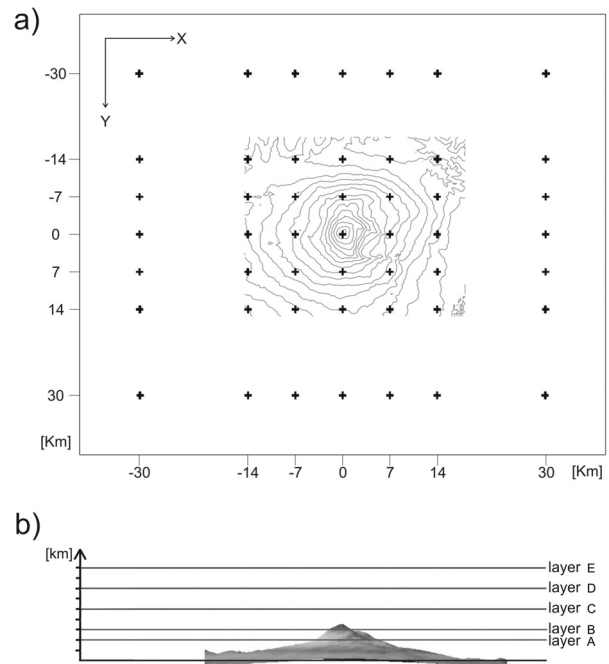 a)
X
Y
-30
-14
-7
0
7
14
30
[Km]
-30 -14 -7 0 7 14 30 [Km]
b)
[km]
layer E
layer D
layer C
layer B
layer A